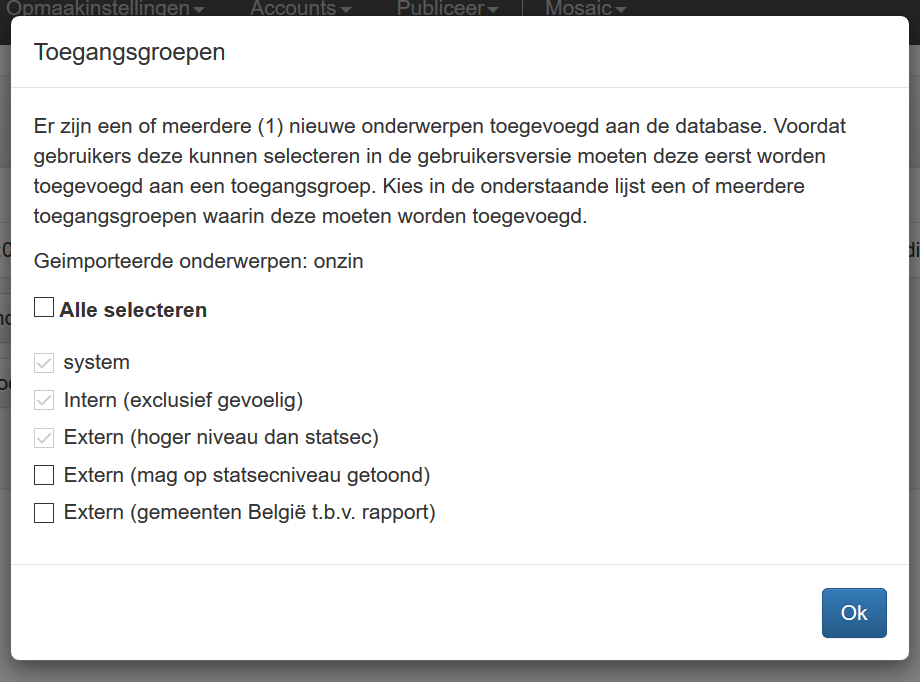 Opmaakinstellingen Accounts Publiceer Mosaic
Toegangsgroepen
Er zijn een of meerdere (1) nieuwe onderwerpen toegevoegd aan de database. Voordat
gebruikers deze kunnen selecteren in de gebruikersversie moeten deze eerst worden
toegevoegd aan een toegangsgroep. Kies in de onderstaande lijst een of meerdere
toegangsgroepen waarin deze moeten worden toegevoegd.
Geimporteerde onderwerpen: onzin
Alle selecteren
system
Intern (exclusief gevoelig)
Extern (hoger niveau dan statsec)
Extern (mag op statsecniveau getoond)
Extern (gemeenten België t.b.v. rapport)
Ok